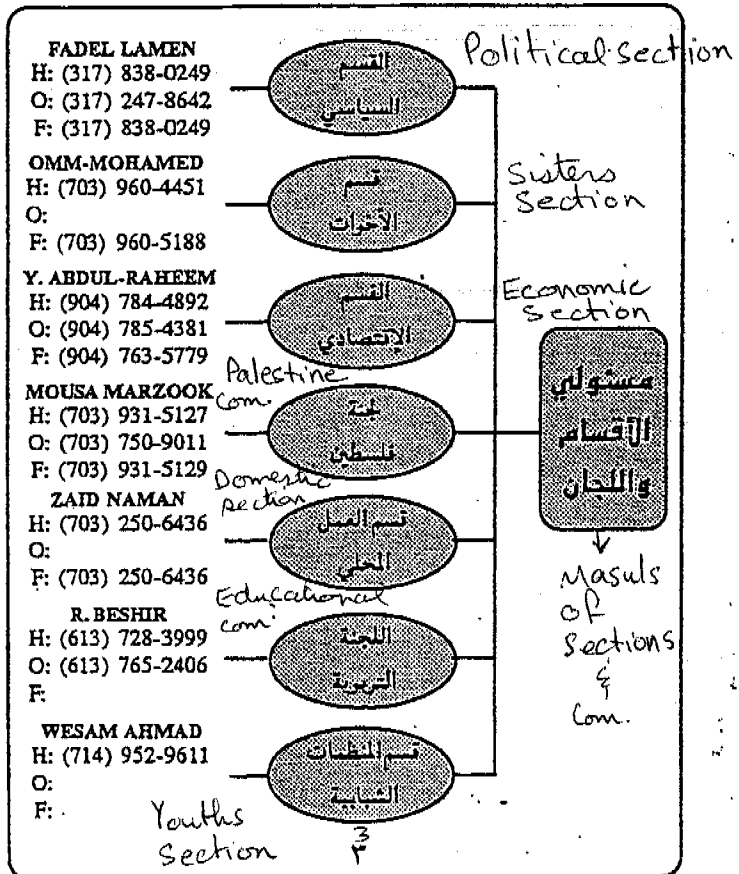 FADEL LAMEN
H: (317) 838-0249
O: (317) 247-8642
F: (317) 838-0249
القسم
السياسي
Political section
OMM-MOHAMED
H: (703) 960-4451
O:
F: (703) 960-5188
قسم
الأخوات
Sisters
Section
Y. ABDUL-RAHEEM
H: (904) 784-4892
O: (904) 785-4381
F: (904) 763-5779
القسم
الإقتصادي
Economic
Section
MOUSA MARZOOK
H: (703) 931-5127
O: (703) 750-9011
F: (703) 931-5129
Palestine
com.
لجنة
فلسطين
ZAID NAMAN
H: (703) 250-6436
O:
F: (703) 250-6436
Domestic
section
قسم العمل
المحلي
R. BESHIR
H: (613) 728-3999
O: (613) 765-2406
F:
Educational
com.
اللجنة
التربوية
WESAM AHMAD
H: (714) 952-9611
O:
F:
قسم المنظمات
الشبابية
Youths
Section
مسئولي
الأقسام
واللجان
Masuls
of
Sections
&
Com.
3
٣